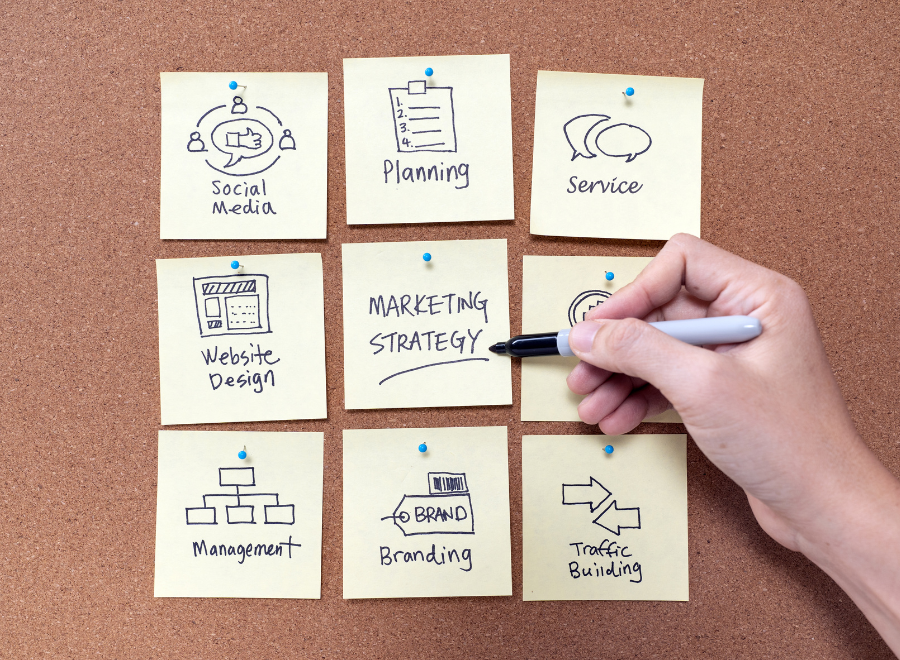 Social
Media
1.
2.
3.
4.
Planning
Service
Website
Design
MARKETING
STRATEGY
Management
BRAND
Branding
Traffic
Building